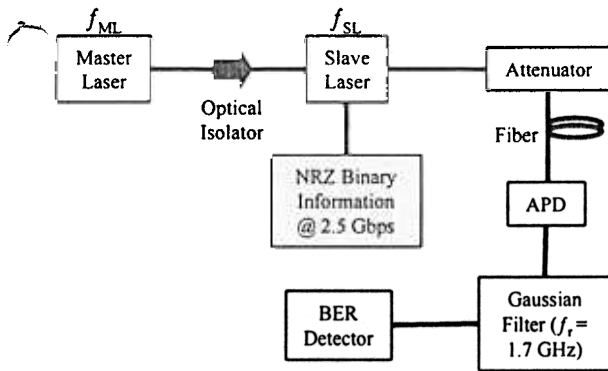 f_ML
Master
Laser
Optical
Isolator
f_SL
Slave
Laser
Attenuator
Fiber
NRZ Binary
Information
@ 2.5 Gbps
APD
Gaussian
Filter (f_r =
1.7 GHz)
BER
Detector